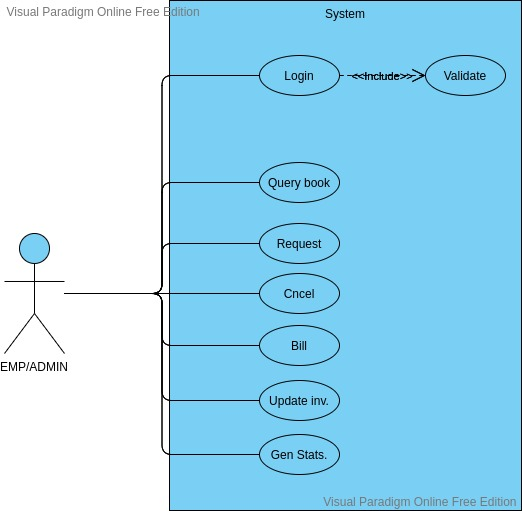 Visual Paradigm Online Free Edition
System
Login
<<Include>>
Validate
Query book
Request
Cncel
Bill
EMP/ADMIN
Update inv.
Gen Stats.
Visual Paradigm Online Free Edition